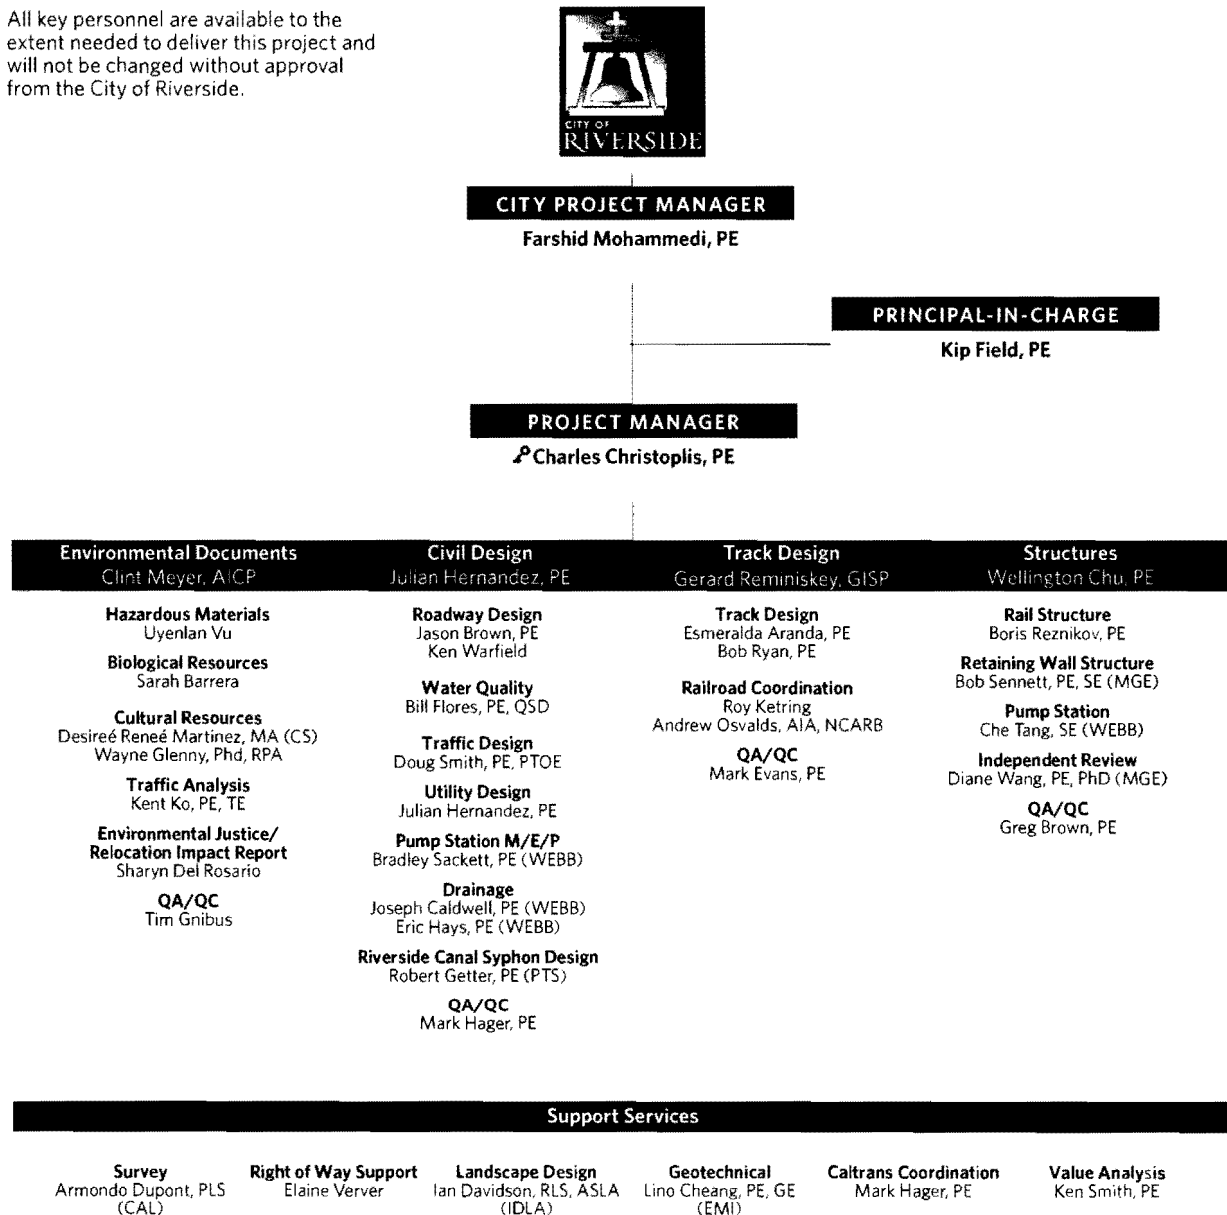 All key personnel are available to the
extent needed to deliver this project and
will not be changed without approval
from the City of Riverside.
CITY OF
RIVERSIDE
CITY PROJECT MANAGER
Farshid Mohammedi, PE
PRINCIPAL-IN-CHARGE
Kip Field, PE
PROJECT MANAGER
Charles Christoplis, PE
Environmental Documents
Clint Meyer, AICP
Hazardous Materials
Uyenlan Vu
Biological Resources
Sarah Barrera
Cultural Resources
Desireé Reneé Martinez, MA (CS)
Wayne Glenny, Phd, RPA
Traffic Analysis
Kent Ko, PE, TE
Environmental Justice/
Relocation Impact Report
Sharyn Del Rosario
QA/QC
Tim Gnibus
Civil Design
Julian Hernandez, PE
Roadway Design
Jason Brown, PE
Ken Warfield
Water Quality
Bill Flores, PE, QSD
Traffic Design
Doug Smith, PE, PTOE
Utility Design
Julian Hernandez, PE
Pump Station M/E/P
Bradley Sackett, PE (WEBB)
Drainage
Joseph Caldwell, PE (WEBB)
Eric Hays, PE (WEBB)
Riverside Canal Syphon Design
Robert Getter, PE (PTS)
QA/QC
Mark Hager, PE
Track Design
Gerard Reminiskey, GISP
Track Design
Esmeralda Aranda, PE
Bob Ryan, PE
Railroad Coordination
Roy Ketring
Andrew Osvalds, AIA, NCARB
QA/QC
Mark Evans, PE
Structures
Wellington Chu, PE
Rail Structure
Boris Reznikov, PE
Retaining Wall Structure
Bob Sennett, PE, SE (MGE)
Pump Station
Che Tang, SE (WEBB)
Independent Review
Diane Wang, PE, PhD (MGE)
QA/QC
Greg Brown, PE
Support Services
Survey
Armondo Dupont, PLS
(CAL)
Right of Way Support
Elaine Verver
Landscape Design
Ian Davidson, RLS, ASLA
(IDLA)
Geotechnical
Lino Cheang, PE, GE
(EMI)
Caltrans Coordination
Mark Hager, PE
Value Analysis
Ken Smith, PE